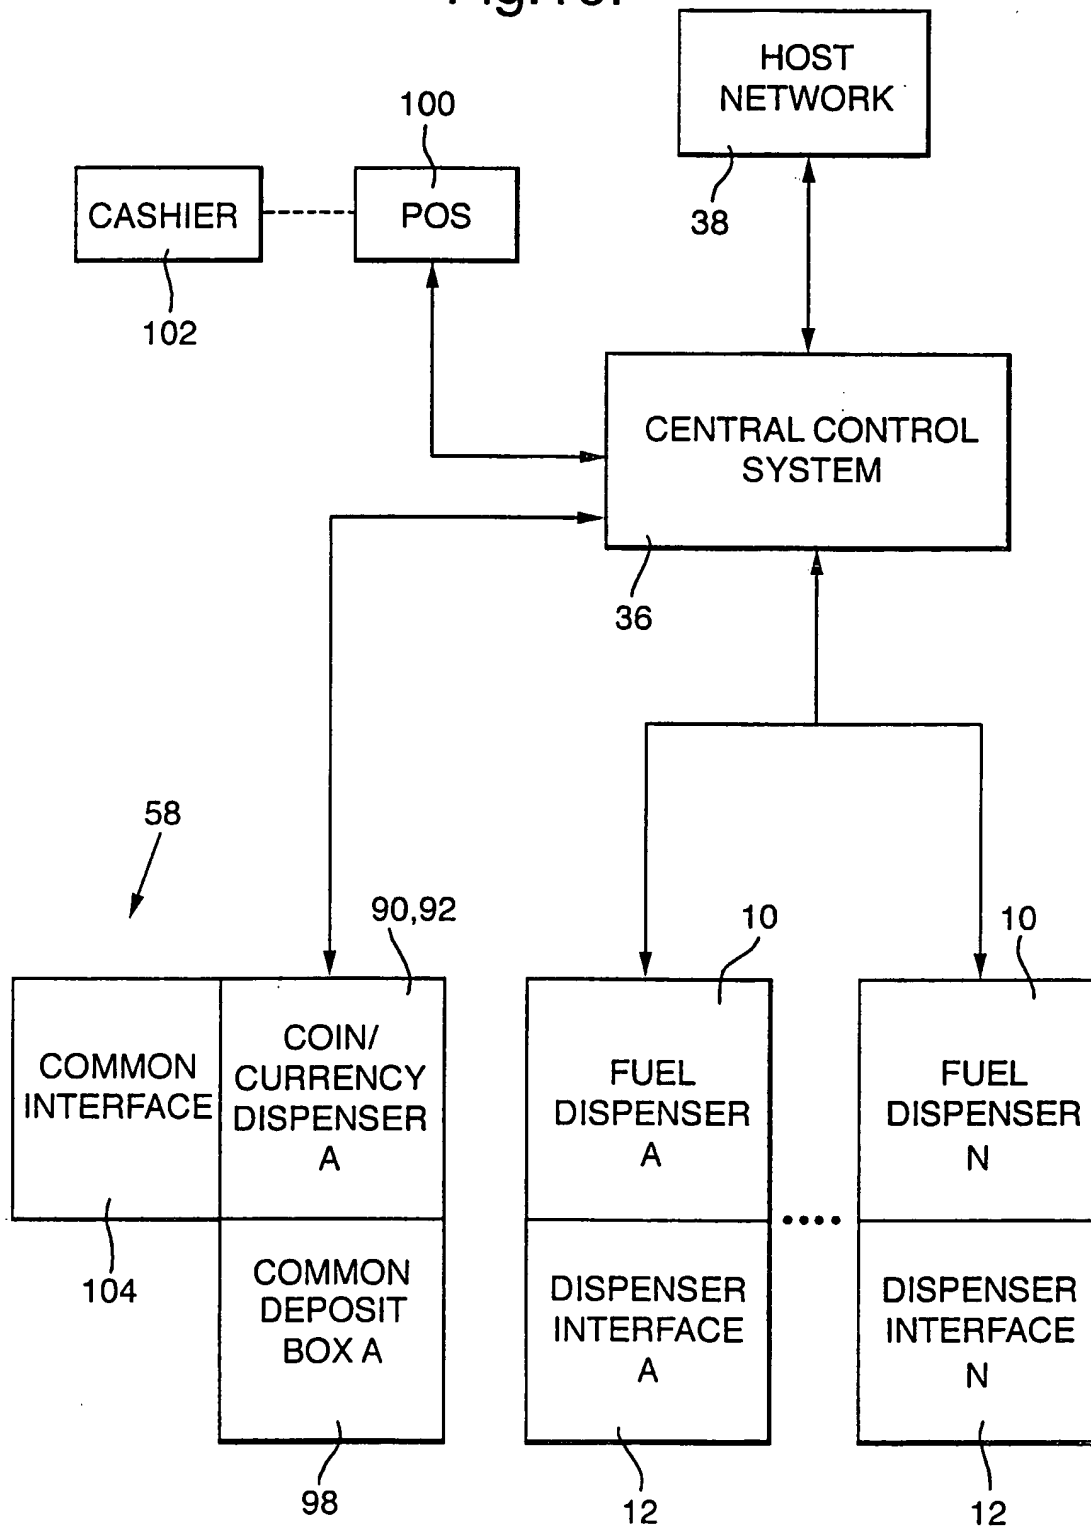 HOST
NETWORK
38
100
CASHIER
POS
102
CENTRAL CONTROL
SYSTEM
36
58
90,92
10
10
COMMON
INTERFACE
COIN/
CURRENCY
DISPENSER
A
FUEL
DISPENSER
A
FUEL
DISPENSER
N
104
COMMON
DEPOSIT
BOX A
DISPENSER
INTERFACE
A
DISPENSER
INTERFACE
N
98
12
12